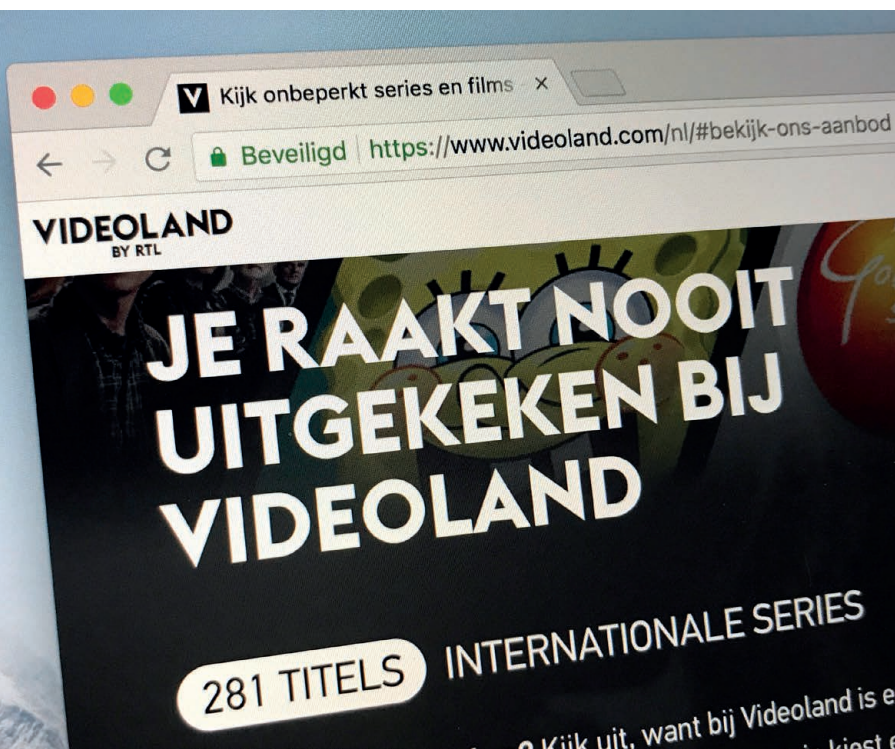 V Kijk onbeperkt series en films
Beveiligd https://www.videoland.com/nl/#bekijk-ons-aanbod
VIDEOLAND
BY RTL
JE RAAKT NOOIT
UITGEKEKEN BIJ
VIDEOLAND
281 TITELS INTERNATIONALE SERIES
? Kijk uit, want bij Videoland is
kiest